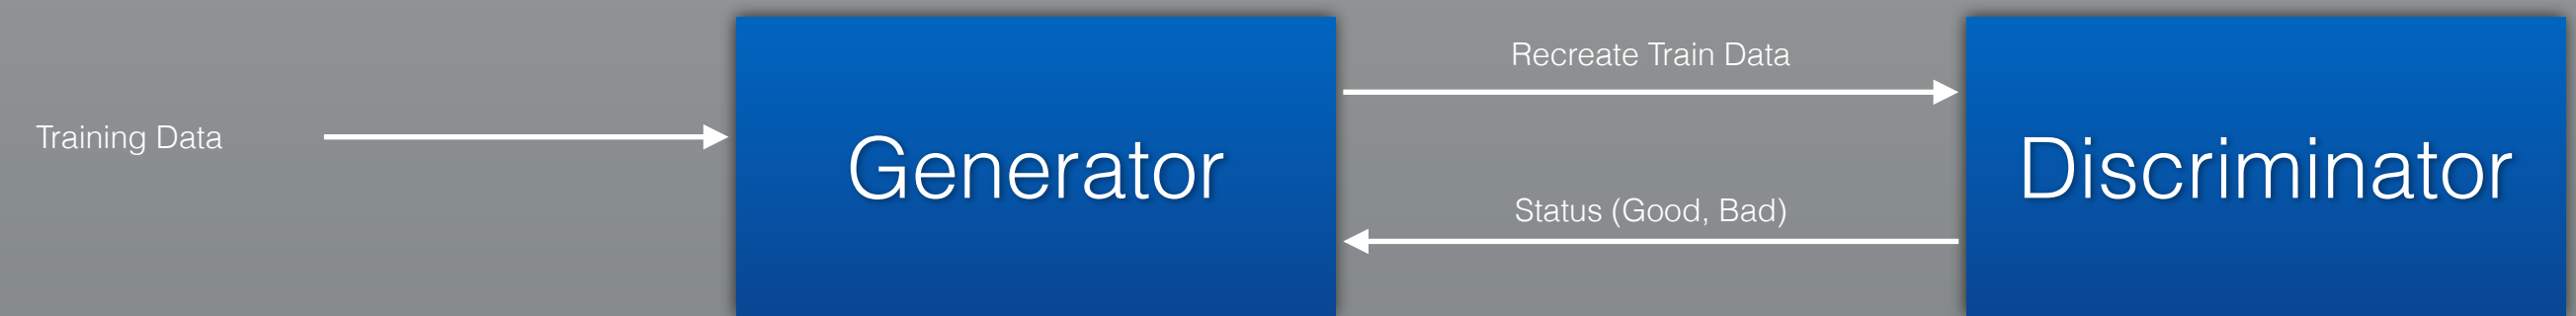 Training Data
Generator
Recreate Train Data
Status (Good, Bad)
Discriminator